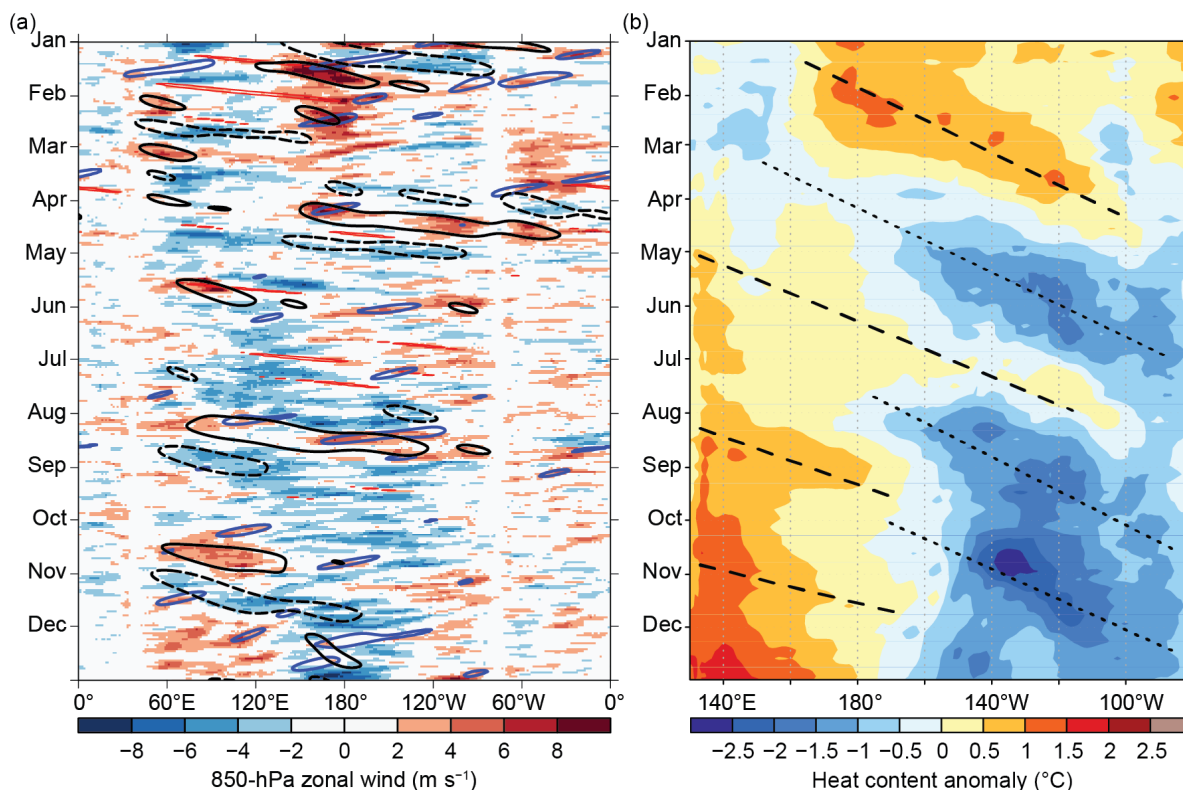 (a)
Jan
Feb
Mar
Apr
May
Jun
Jul
Aug
Sep
Oct
Nov
Dec
0° 60°E 120°E 180° 120°W 60°W 0°
−8 −6 −4 −2 0 2 4 6 8
850-hPa zonal wind (m s⁻¹)
(b)
Jan
Feb
Mar
Apr
May
Jun
Jul
Aug
Sep
Oct
Nov
Dec
140°E 180° 140°W 100°W
−2.5 −2 −1.5 −1 −0.5 0 0.5 1 1.5 2 2.5
Heat content anomaly (°C)